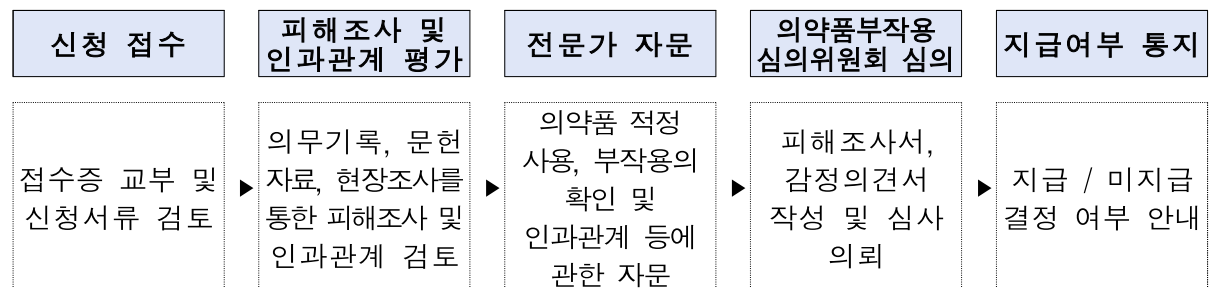 신청 접수
피해조사 및
인과관계 평가
전문가 자문
의약품부작용
심의위원회 심의
지급여부 통지
접수증 교부 및
신청서류 검토
의무기록, 문헌
자료, 현장조사를
통한 피해조사 및
인과관계 검토
의약품 적정
사용, 부작용의
확인 및
인과관계 등에
관한 자문
피해조사서,
감정의견서
작성 및 심사
의뢰
지급 / 미지급
결정 여부 안내